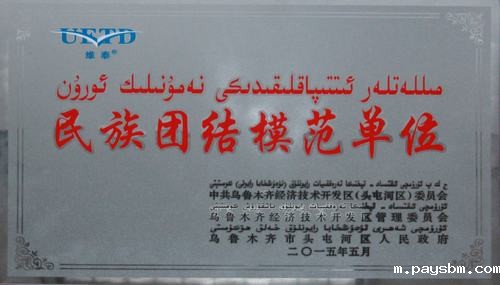 UETD
维泰®
مىللەتلەر ئىتتىپاقلىقىدىكى نەمۇنىلىك ئورۇن
民族团结模范单位
中共乌鲁木齐经济技术开发区(头屯河区)委员会
乌鲁木齐经济技术开发区管理委员会
乌鲁木齐市头屯河区人民政府
二〇一五年五月
m.paysbm.com